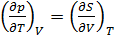 (∂p/∂T)_V = (∂S/∂V)_T